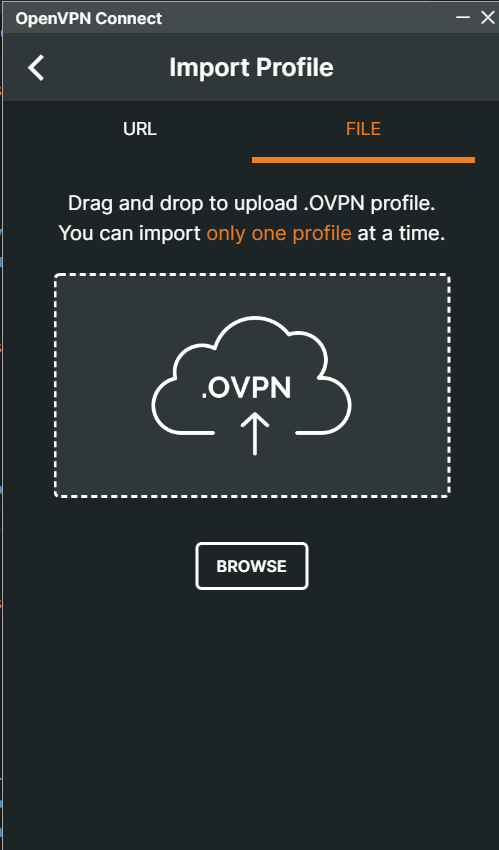 OpenVPN Connect
Import Profile
URL
FILE
Drag and drop to upload .OVPN profile.
You can import only one profile at a time.
.OVPN
BROWSE